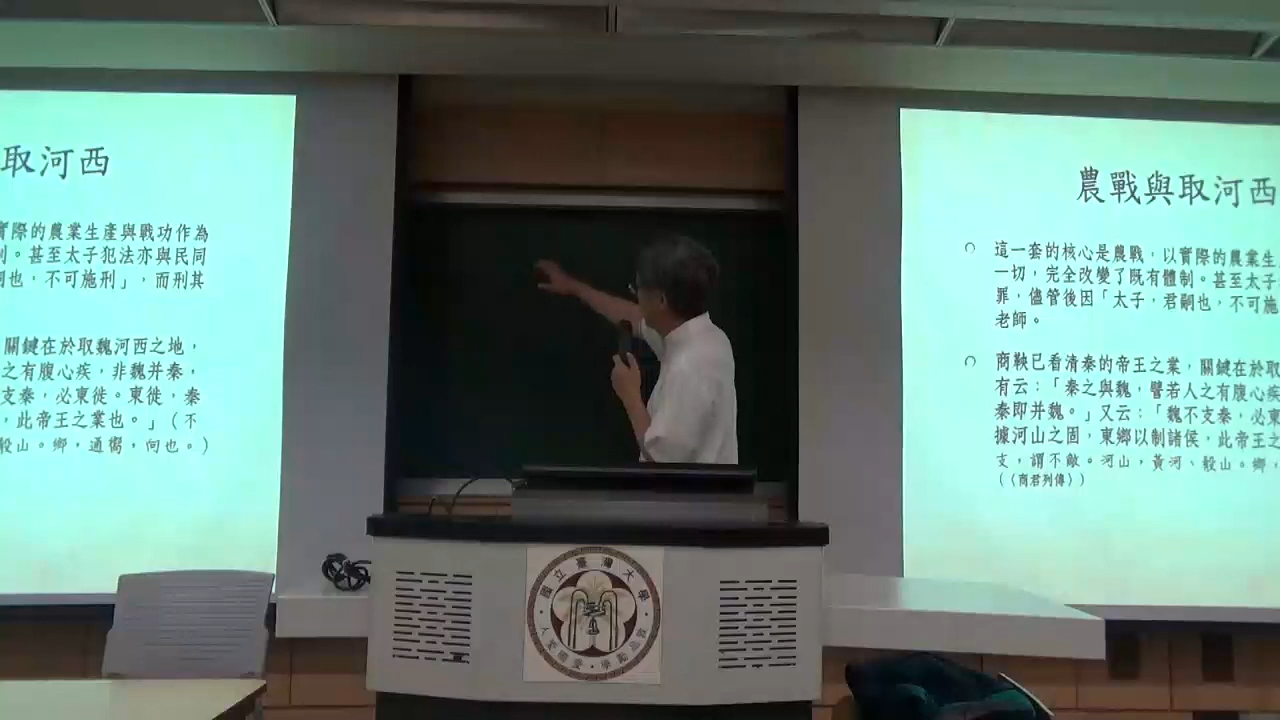 取河西
實際的農業生產與戰功作為
。甚至太子犯法亦與民同
也,不可施刑」,而刑其
關鍵在於取魏河西之地,
之有腹心疾,非魏并秦,
支秦,必東徙。東徙,秦
,此帝王之業也。」(不
殽山。鄉,通嚮,向也。)
國立臺灣大學
農戰與取河西
這一套的核心是農戰,以實際的農業生
一切,完全改變了既有體制。甚至太子
罪,儘管後因「太子,君嗣也,不可施
老師。
商鞅已看清秦的帝王之業,關鍵在於取
有云:「秦之與魏,譬若人之有腹心疾
秦即并魏。」又云:「魏不支秦,必東
據河山之固,東鄉以制諸侯,此帝王之
支,謂不敵。河山,黃河、殽山。鄉,
(〈商君列傳〉)